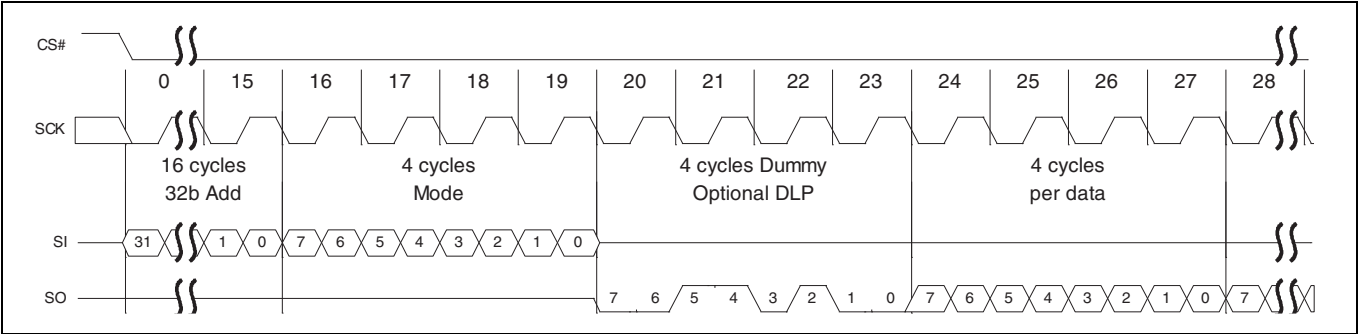 CS#
0 15 16 17 18 19 20 21 22 23 24 25 26 27 28
SCK
16 cycles 4 cycles 4 cycles Dummy 4 cycles
32b Add Mode Optional DLP per data
SI 31 1 0 7 6 5 4 3 2 1 0
SO 7 6 5 4 3 2 1 0 7 6 5 4 3 2 1 0 7